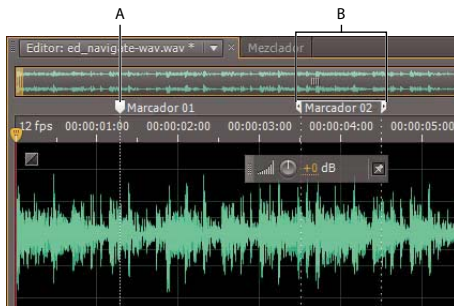 A B
Editor: ed_navigate-wav.wav * Mezclador
Marcador 01 Marcador 02
12 fps 00:00:01:00 00:00:02:00 00:00:03:00 00:00:04:00 00:00:05:00
+0 dB